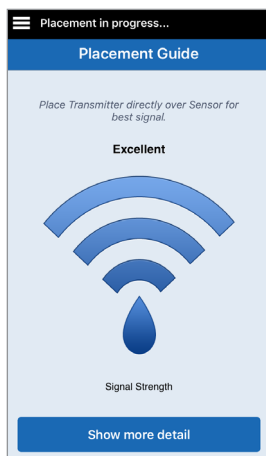 Placement in progress...
Placement Guide
Place Transmitter directly over Sensor for
best signal.
Excellent
Signal Strength
Show more detail